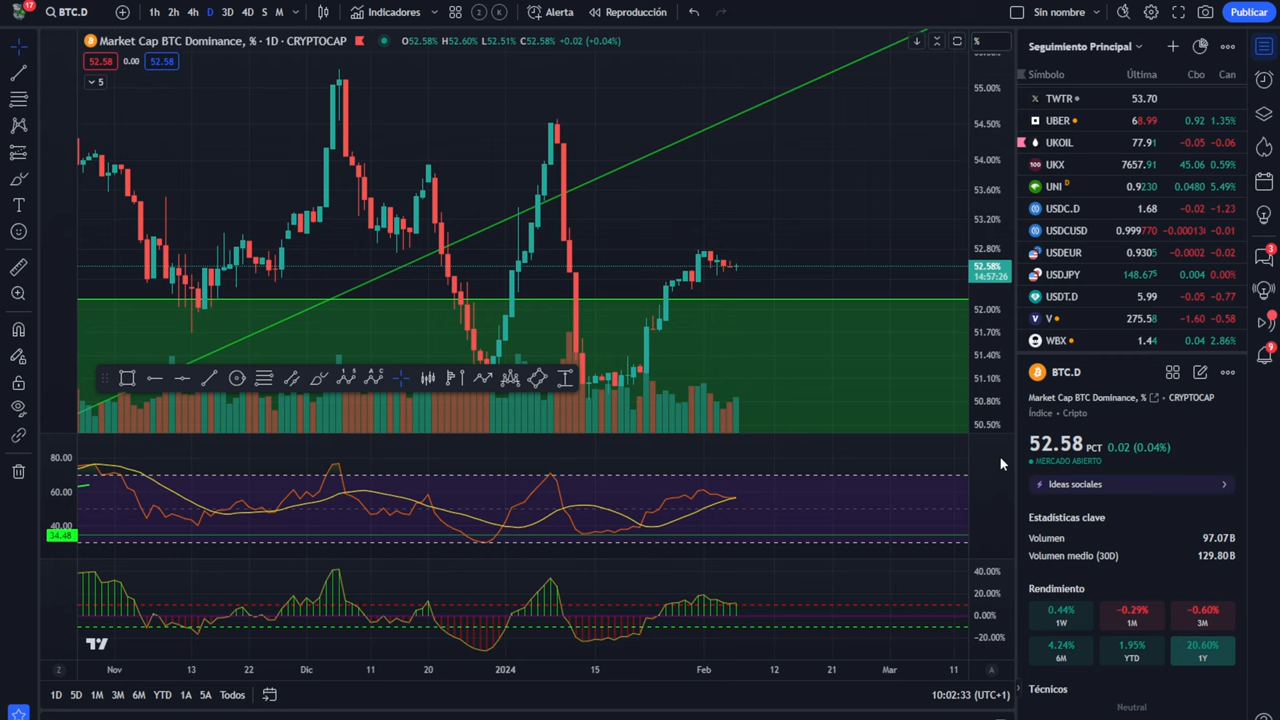 17
BTC.D
1h 2h 4h D 3D 4D S M
Indicadores
2 K
Alerta
Reproducción
Sin nombre
Publicar
Market Cap BTC Dominance, % · 1D · CRYPTOCAP
O52.58% H52.60% L52.51% C52.58% +0.02 (+0.04%)
%
52.58 0.00 52.58
5
55.00%
54.50%
54.00%
53.60%
53.20%
52.80%
52.58%
14:57:26
52.00%
51.70%
51.40%
51.10%
50.80%
50.50%
80.00
60.00
40.00
34.48
40.00%
20.00%
0.00%
-20.00%
Nov 13 22 Dic 11 20 2024 15 Feb 12 21 Mar 11
Z
A
1D 5D 1M 3M 6M YTD 1A 5A Todos
10:02:33 (UTC+1)
Seguimiento Principal
Símbolo Última Cbo Can
TWTR 53.70
UBER 68.99 0.92 1.35%
UKOIL 77.91 -0.05 -0.06
100 UKX 7657.91 45.06 0.59%
UNI D 0.9230 0.0480 5.49%
USDC.D 1.68 -0.02 -1.23
USDCUSD 0.999770 -0.00013 -0.01
USDEUR 0.9305 -0.0002 -0.02
USDJPY 148.675 0.004 0.00%
USDT.D 5.99 -0.05 -0.77
V 275.58 -1.60 -0.58
WBX 1.44 0.04 2.86%
BTC.D
Market Cap BTC Dominance, % · CRYPTOCAP
Índice · Cripto
52.58 PCT 0.02 (0.04%)
MERCADO ABIERTO
Ideas sociales
Estadísticas clave
Volumen 97.07B
Volumen medio (30D) 129.80B
Rendimiento
0.44% -0.29% -0.60%
1W 1M 3M
4.24% 1.95% 20.60%
6M YTD 1Y
Técnicos
Neutral
3
9